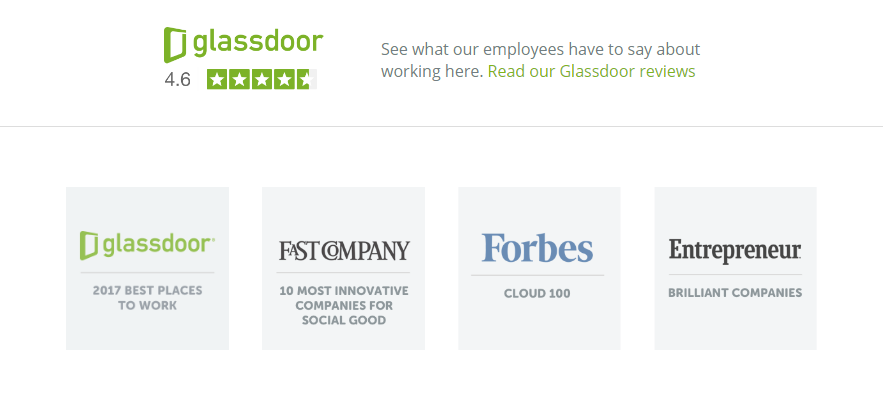 glassdoor
4.6
See what our employees have to say about
working here. Read our Glassdoor reviews
glassdoor
2017 BEST PLACES
TO WORK
FAST COMPANY
10 MOST INNOVATIVE
COMPANIES FOR
SOCIAL GOOD
Forbes
CLOUD 100
Entrepreneur
BRILLIANT COMPANIES